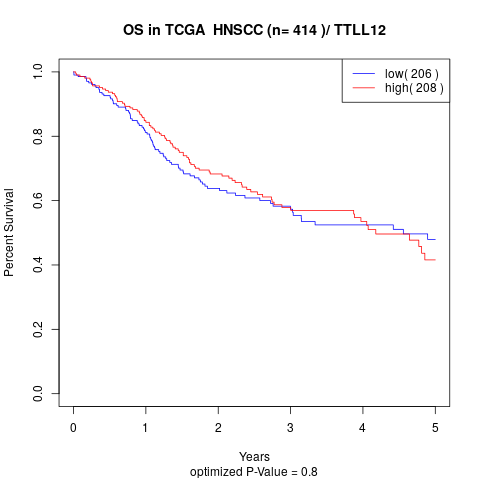 OS in TCGA  HNSCC (n= 414 )/ TTLL12
low( 206 )
high( 208 )
Percent Survival
1.0
0.8
0.6
0.4
0.2
0.0
0 1 2 3 4 5
Years
optimized P-Value = 0.8